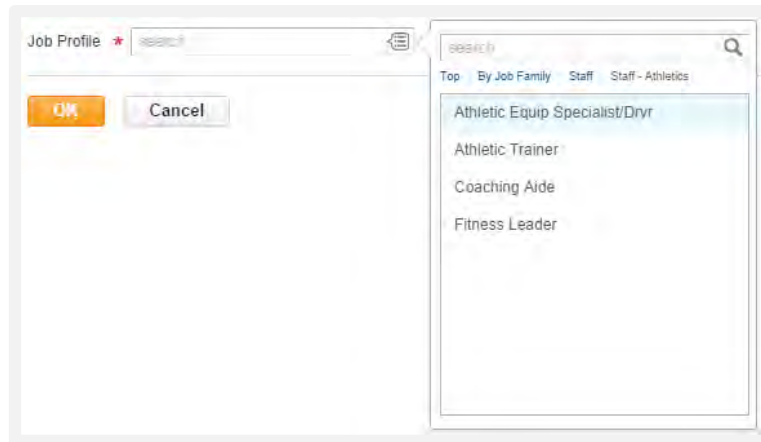 Job Profile * search
search
Top By Job Family Staff Staff - Athletics
OK Cancel
Athletic Equip Specialist/Drvr
Athletic Trainer
Coaching Aide
Fitness Leader